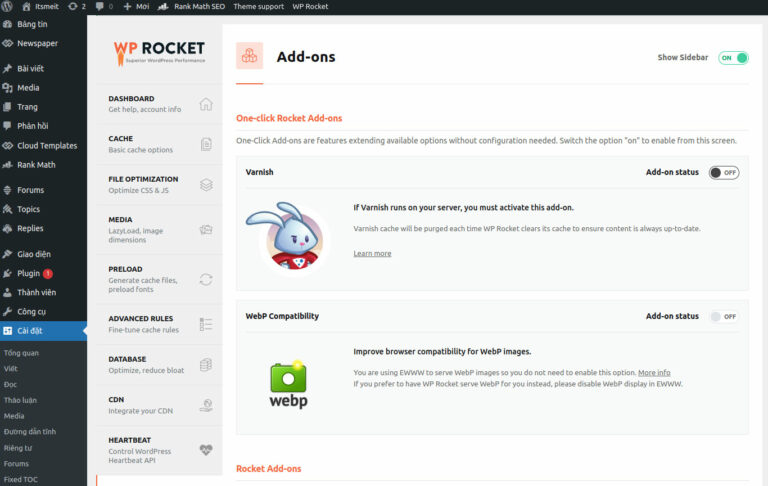 Itsmeit 2 0 + Mới Rank Math SEO Theme support WP Rocket
Bảng tin
Newspaper
Bài viết
Media
Trang
Phản hồi
Cloud Templates
Rank Math
Forums
Topics
Replies
Giao diện
Plugin 1
Thành viên
Công cụ
Cài đặt
Tổng quan
Viết
Đọc
Thảo luận
Media
Đường dẫn tĩnh
Riêng tư
Forums
Fixed TOC
WP ROCKET
Superior WordPress Performance
DASHBOARD
Get help, account info
CACHE
Basic cache options
FILE OPTIMIZATION
Optimize CSS & JS
MEDIA
LazyLoad, image
dimensions
PRELOAD
Generate cache files,
preload fonts
ADVANCED RULES
Fine-tune cache rules
DATABASE
Optimize, reduce bloat
CDN
Integrate your CDN
HEARTBEAT
Control WordPress
Heartbeat API
Add-ons
Show Sidebar ON
One-click Rocket Add-ons
One-Click Add-ons are features extending available options without configuration needed. Switch the option "on" to enable from this screen.
Varnish Add-on status OFF
If Varnish runs on your server, you must activate this add-on.
Varnish cache will be purged each time WP Rocket clears its cache to ensure content is always up-to-date.
Learn more
WebP Compatibility Add-on status OFF
Improve browser compatibility for WebP images.
You are using EWWW to serve WebP images so you do not need to enable this option. More info
If you prefer to have WP Rocket serve WebP for you instead, please disable WebP display in EWWW.
webp
Rocket Add-ons